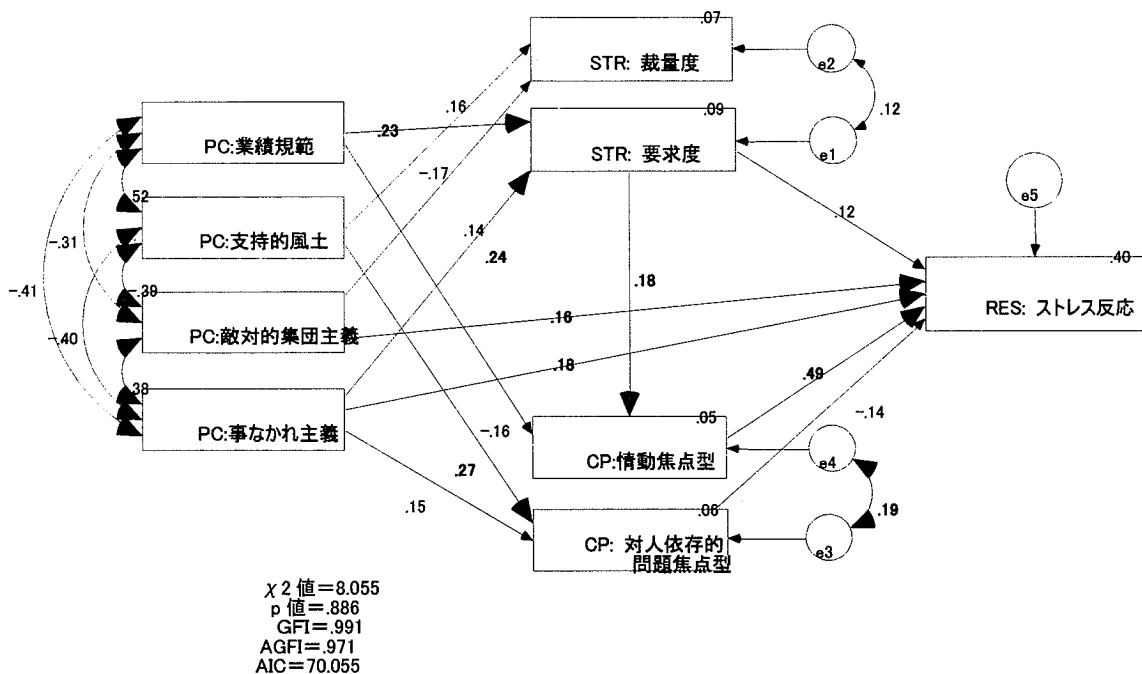 .07
STR: 裁量度
e2
.12
.09
STR: 要求度
e1
PC:業績規範
.16
.23
-.17
.52
PC:支持的風土
-.31
.14
.24
.12
e5
-.41
-.39
.18
.40
RES: ストレス反応
PC:敵対的集団主義
.16
-.40
.38
.18
PC:事なかれ主義
.49
-.14
.05
CP:情動焦点型
e4
-.16
.27
.15
.19
.06
CP: 対人依存的
問題焦点型
e3
χ2 値=8.055
p 値=.886
GFI=.991
AGFI=.971
AIC=70.055